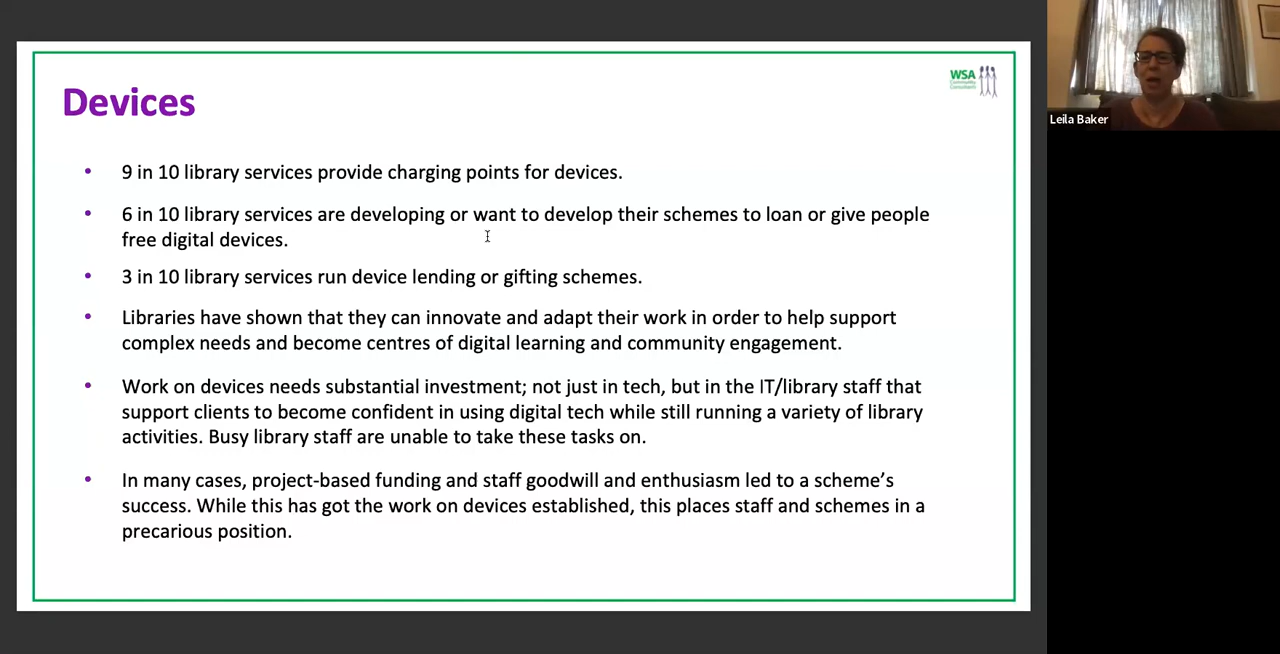 Devices
WSA
Community
Consultants
• 9 in 10 library services provide charging points for devices.
• 6 in 10 library services are developing or want to develop their schemes to loan or give people
free digital devices.
• 3 in 10 library services run device lending or gifting schemes.
• Libraries have shown that they can innovate and adapt their work in order to help support
complex needs and become centres of digital learning and community engagement.
• Work on devices needs substantial investment; not just in tech, but in the IT/library staff that
support clients to become confident in using digital tech while still running a variety of library
activities. Busy library staff are unable to take these tasks on.
• In many cases, project-based funding and staff goodwill and enthusiasm led to a scheme’s
success. While this has got the work on devices established, this places staff and schemes in a
precarious position.
Leila Baker